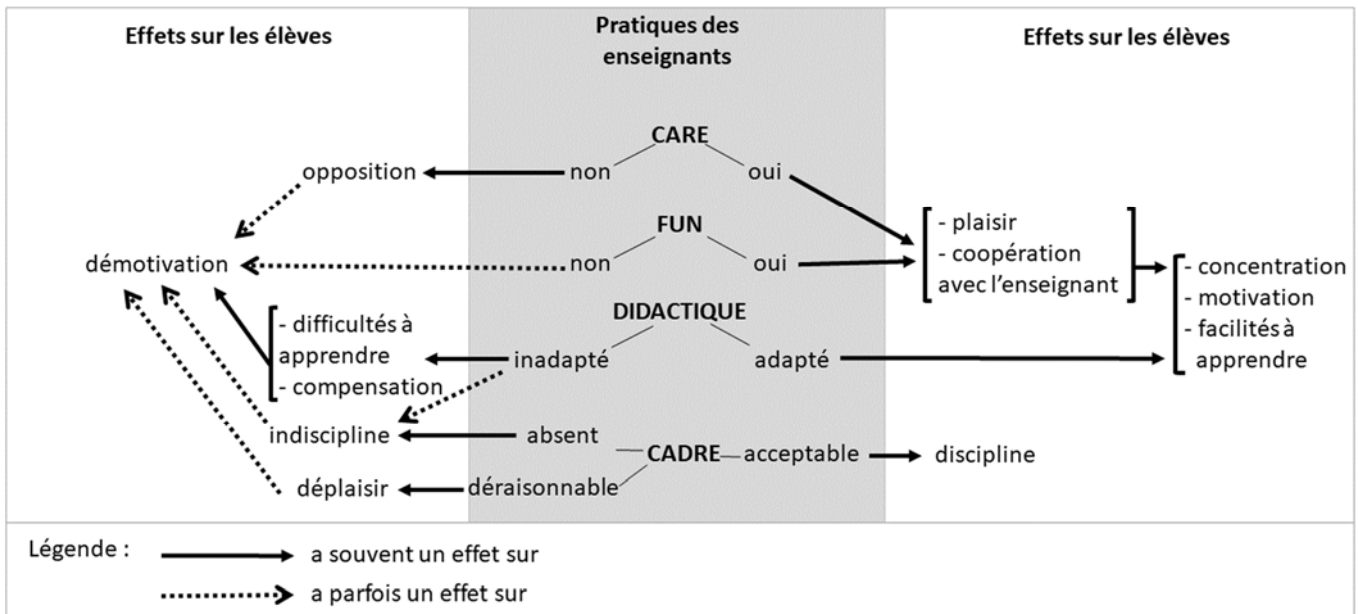 Effets sur les élèves
Pratiques des
enseignants
Effets sur les élèves
CARE
opposition
non
oui
FUN
démotivation
non
oui
- plaisir
- coopération
avec l'enseignant
- concentration
- motivation
- facilités à
apprendre
DIDACTIQUE
- difficultés à
apprendre
- compensation
inadapté
adapté
indiscipline
absent
CADRE
acceptable
discipline
déplaisir
déraisonnable
Légende :
a souvent un effet sur
a parfois un effet sur